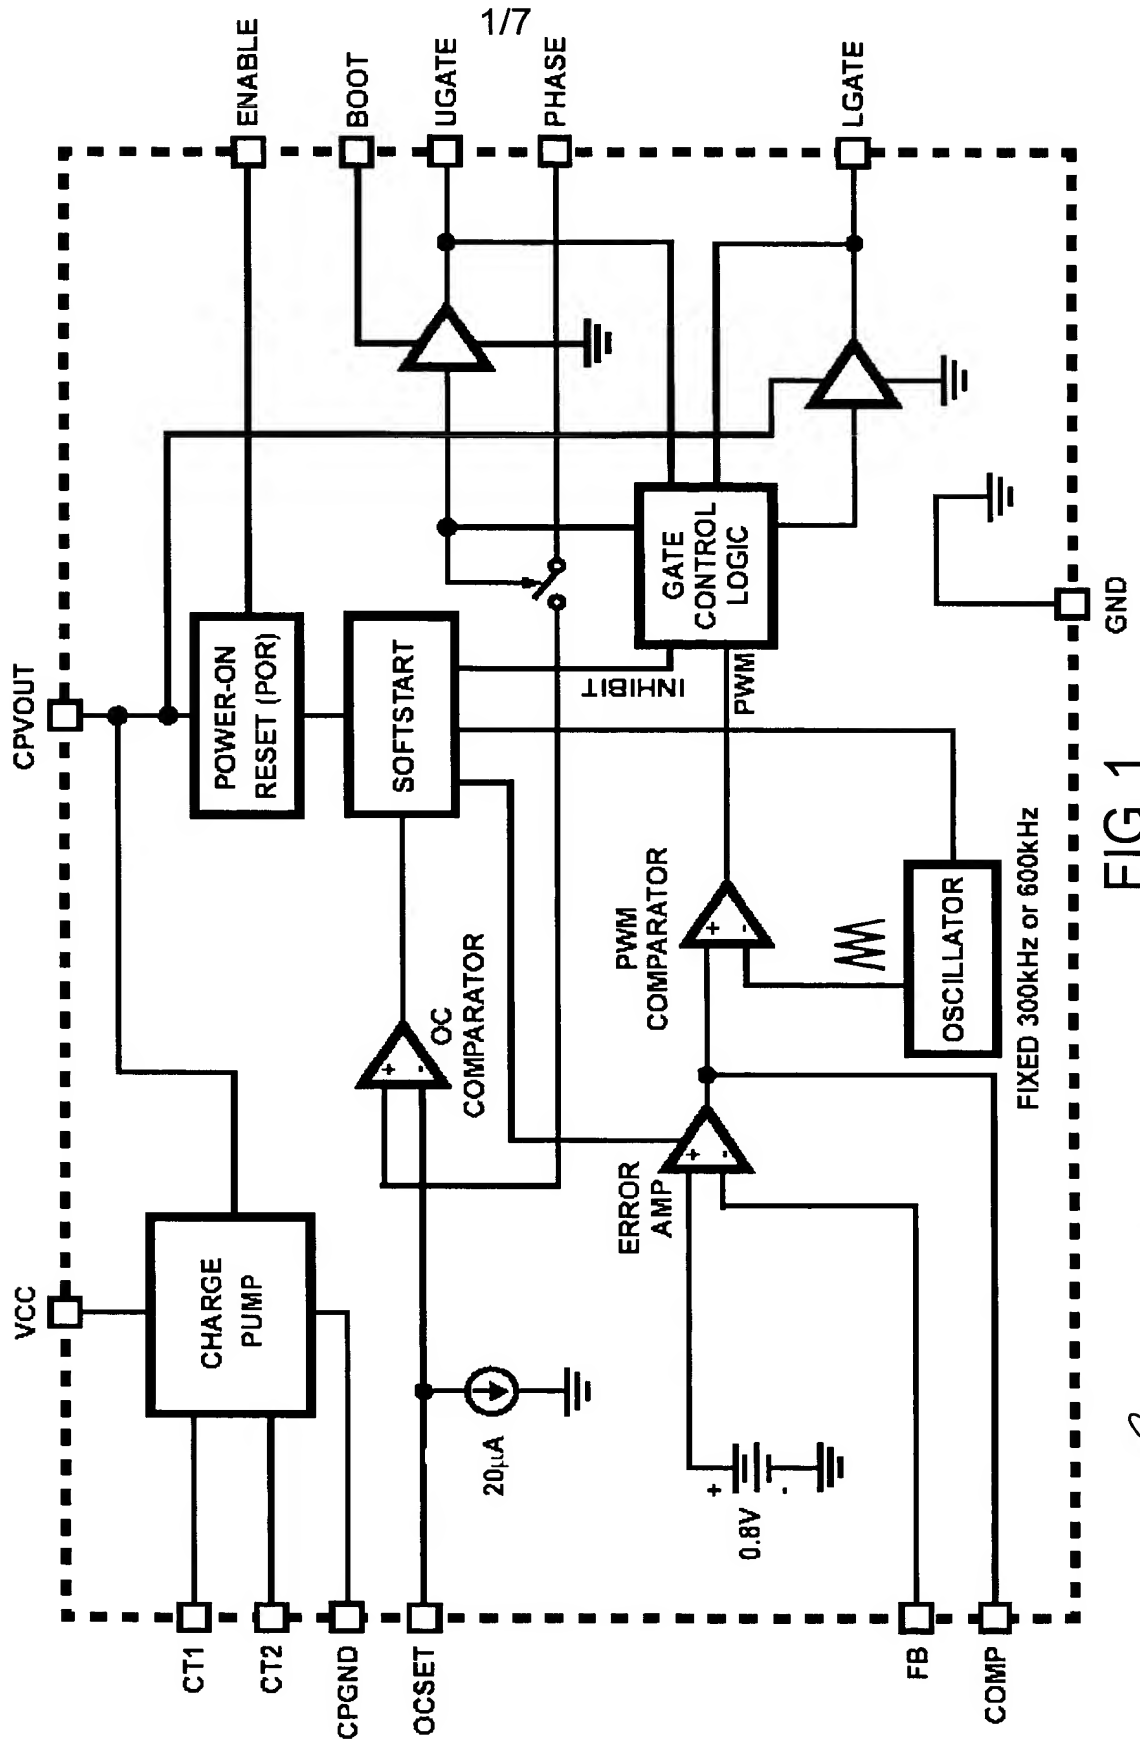 1/7
VCC
CPVOUT
CT1
CT2
CPGND
OCSET
FB
COMP
ENABLE
BOOT
UGATE
PHASE
LGATE
GND
CHARGE
PUMP
POWER-ON
RESET (POR)
SOFTSTART
OC
COMPARATOR
+
-
20µA
INHIBIT
GATE
CONTROL
LOGIC
PWM
PWM
COMPARATOR
+
-
ERROR
AMP
+
-
0.8V
+
-
OSCILLATOR
FIXED 300kHz or 600kHz
FIG 1